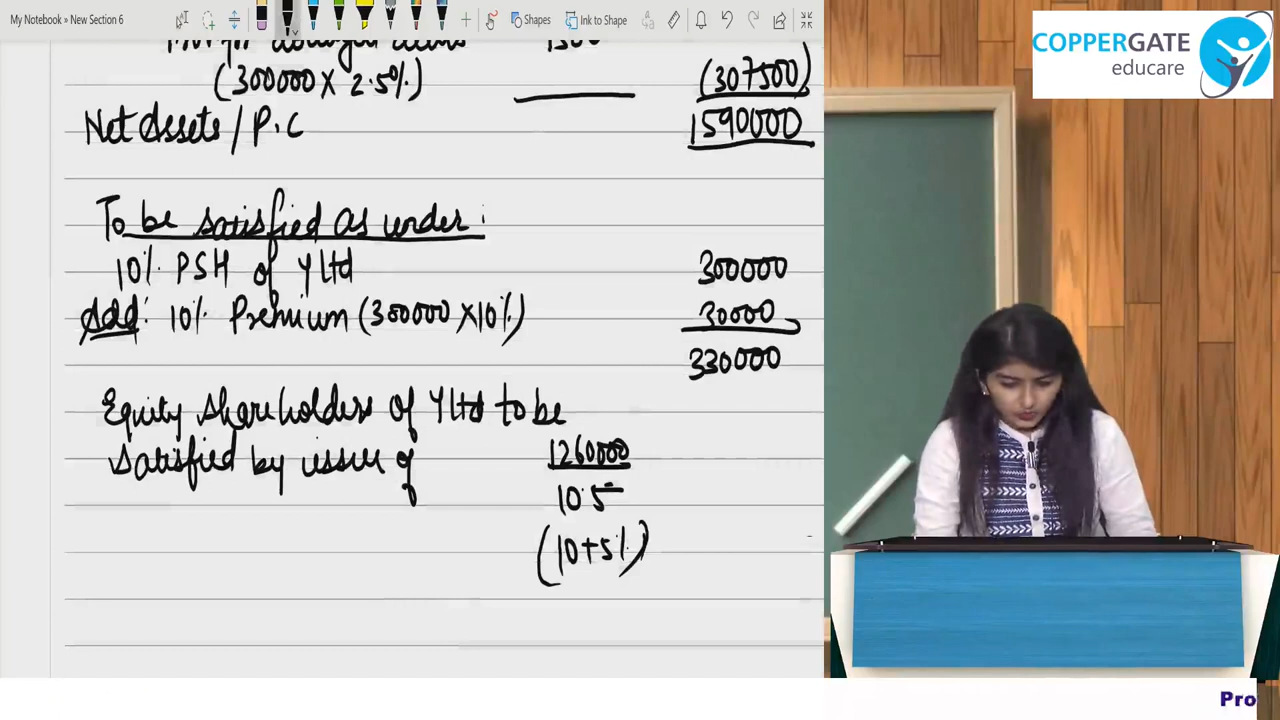 My Notebook » New Section 6
Shapes
Ink to Shape
COPPERGATE
educare
1500
(300000 X 2.5%)
(307500)
Net Assets / P.C
1590000
To be satisfied as under:
10% PSH of Y Ltd
300000
Add: 10% Premium (300000 X 10%)
30000
330000
Equity shareholders of Y Ltd to be
satisfied by issue of
1260000
10.5
(10+5%)
Pro